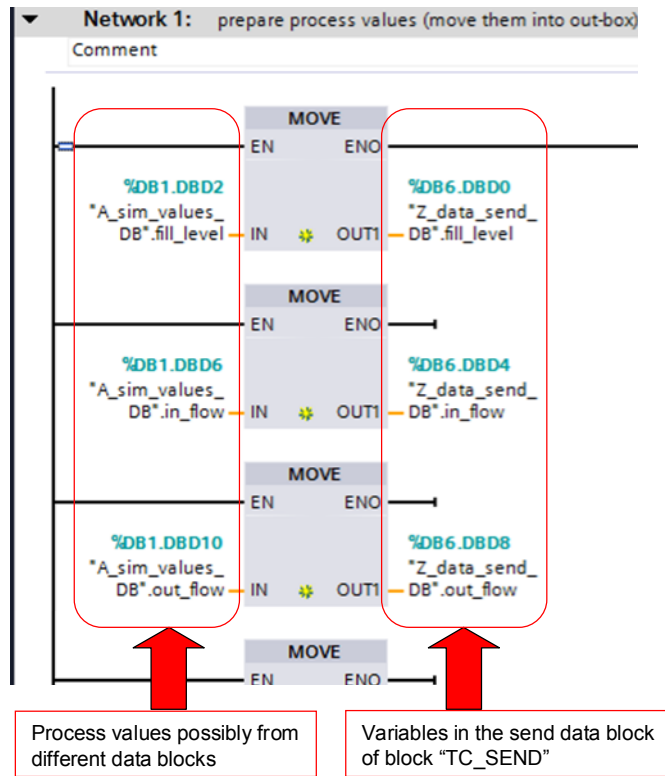 Network 1: prepare process values (move them into out-box)
Comment
MOVE
EN ENO
%DB1.DBD2 %DB6.DBD0
"A_sim_values_ "Z_data_send_
DB".fill_level IN OUT1 DB".fill_level
MOVE
EN ENO
%DB1.DBD6 %DB6.DBD4
"A_sim_values_ "Z_data_send_
DB".in_flow IN OUT1 DB".in_flow
MOVE
EN ENO
%DB1.DBD10 %DB6.DBD8
"A_sim_values_ "Z_data_send_
DB".out_flow IN OUT1 DB".out_flow
MOVE
EN ENO
Process values possibly from
different data blocks
Variables in the send data block
of block “TC_SEND”